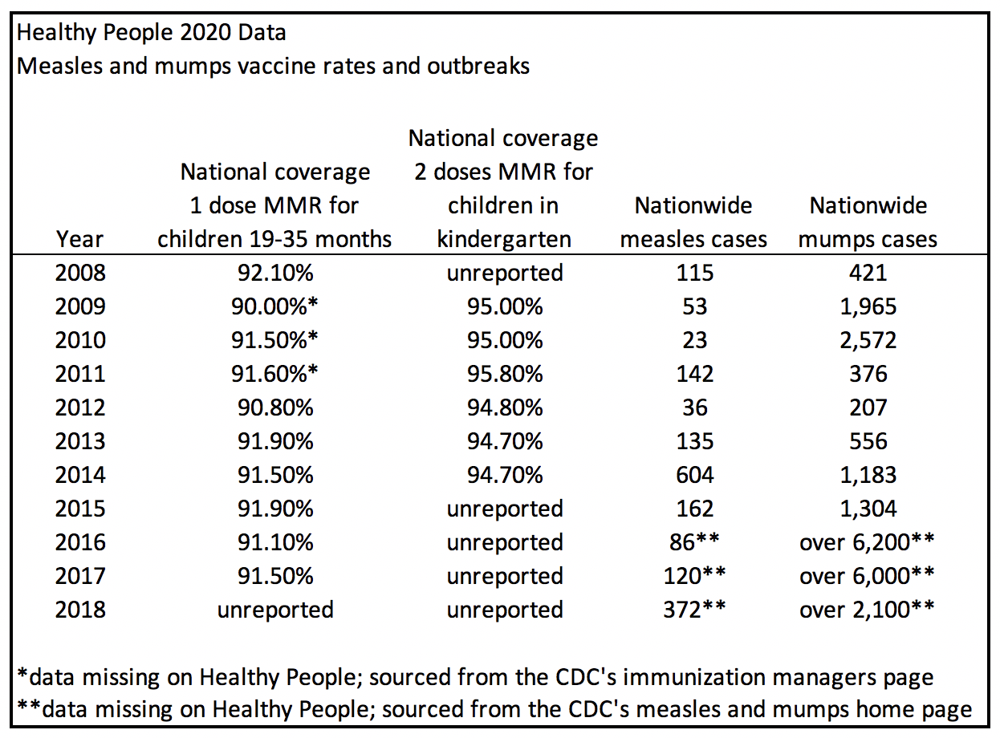 Healthy People 2020 Data
Measles and mumps vaccine rates and outbreaks
National coverage
National coverage 2 doses MMR for
1 dose MMR for children in Nationwide Nationwide
Year children 19-35 months kindergarten measles cases mumps cases
2008 92.10% unreported 115 421
2009 90.00%* 95.00% 53 1,965
2010 91.50%* 95.00% 23 2,572
2011 91.60%* 95.80% 142 376
2012 90.80% 94.80% 36 207
2013 91.90% 94.70% 135 556
2014 91.50% 94.70% 604 1,183
2015 91.90% unreported 162 1,304
2016 91.10% unreported 86** over 6,200**
2017 91.50% unreported 120** over 6,000**
2018 unreported unreported 372** over 2,100**
*data missing on Healthy People; sourced from the CDC's immunization managers page
**data missing on Healthy People; sourced from the CDC's measles and mumps home page